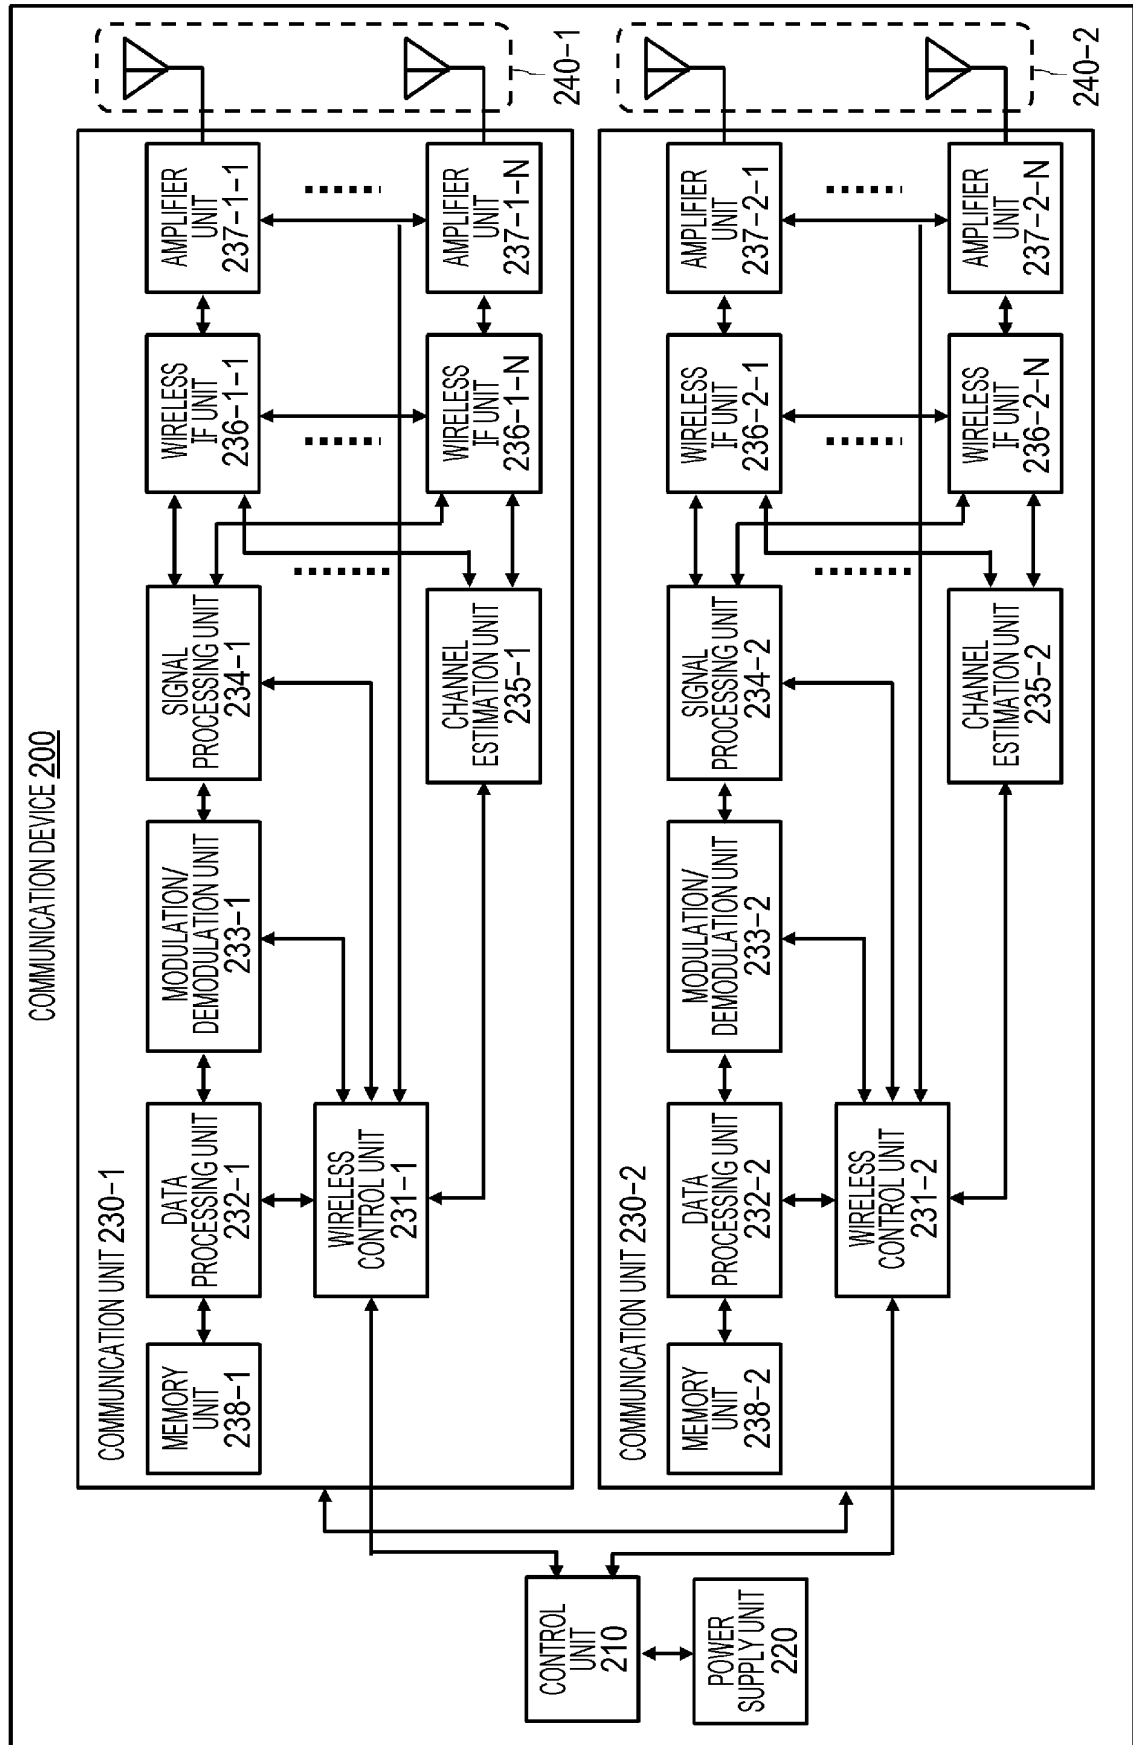 COMMUNICATION DEVICE 200
COMMUNICATION UNIT 230-1
MEMORY
UNIT
238-1
DATA
PROCESSING UNIT
232-1
MODULATION/
DEMODULATION UNIT
233-1
SIGNAL
PROCESSING UNIT
234-1
WIRELESS
IF UNIT
236-1-1
AMPLIFIER
UNIT
237-1-1
WIRELESS
CONTROL UNIT
231-1
CHANNEL
ESTIMATION UNIT
235-1
WIRELESS
IF UNIT
236-1-N
AMPLIFIER
UNIT
237-1-N
240-1
CONTROL
UNIT
210
POWER
SUPPLY UNIT
220
COMMUNICATION UNIT 230-2
MEMORY
UNIT
238-2
DATA
PROCESSING UNIT
232-2
MODULATION/
DEMODULATION UNIT
233-2
SIGNAL
PROCESSING UNIT
234-2
WIRELESS
IF UNIT
236-2-1
AMPLIFIER
UNIT
237-2-1
WIRELESS
CONTROL UNIT
231-2
CHANNEL
ESTIMATION UNIT
235-2
WIRELESS
IF UNIT
236-2-N
AMPLIFIER
UNIT
237-2-N
240-2